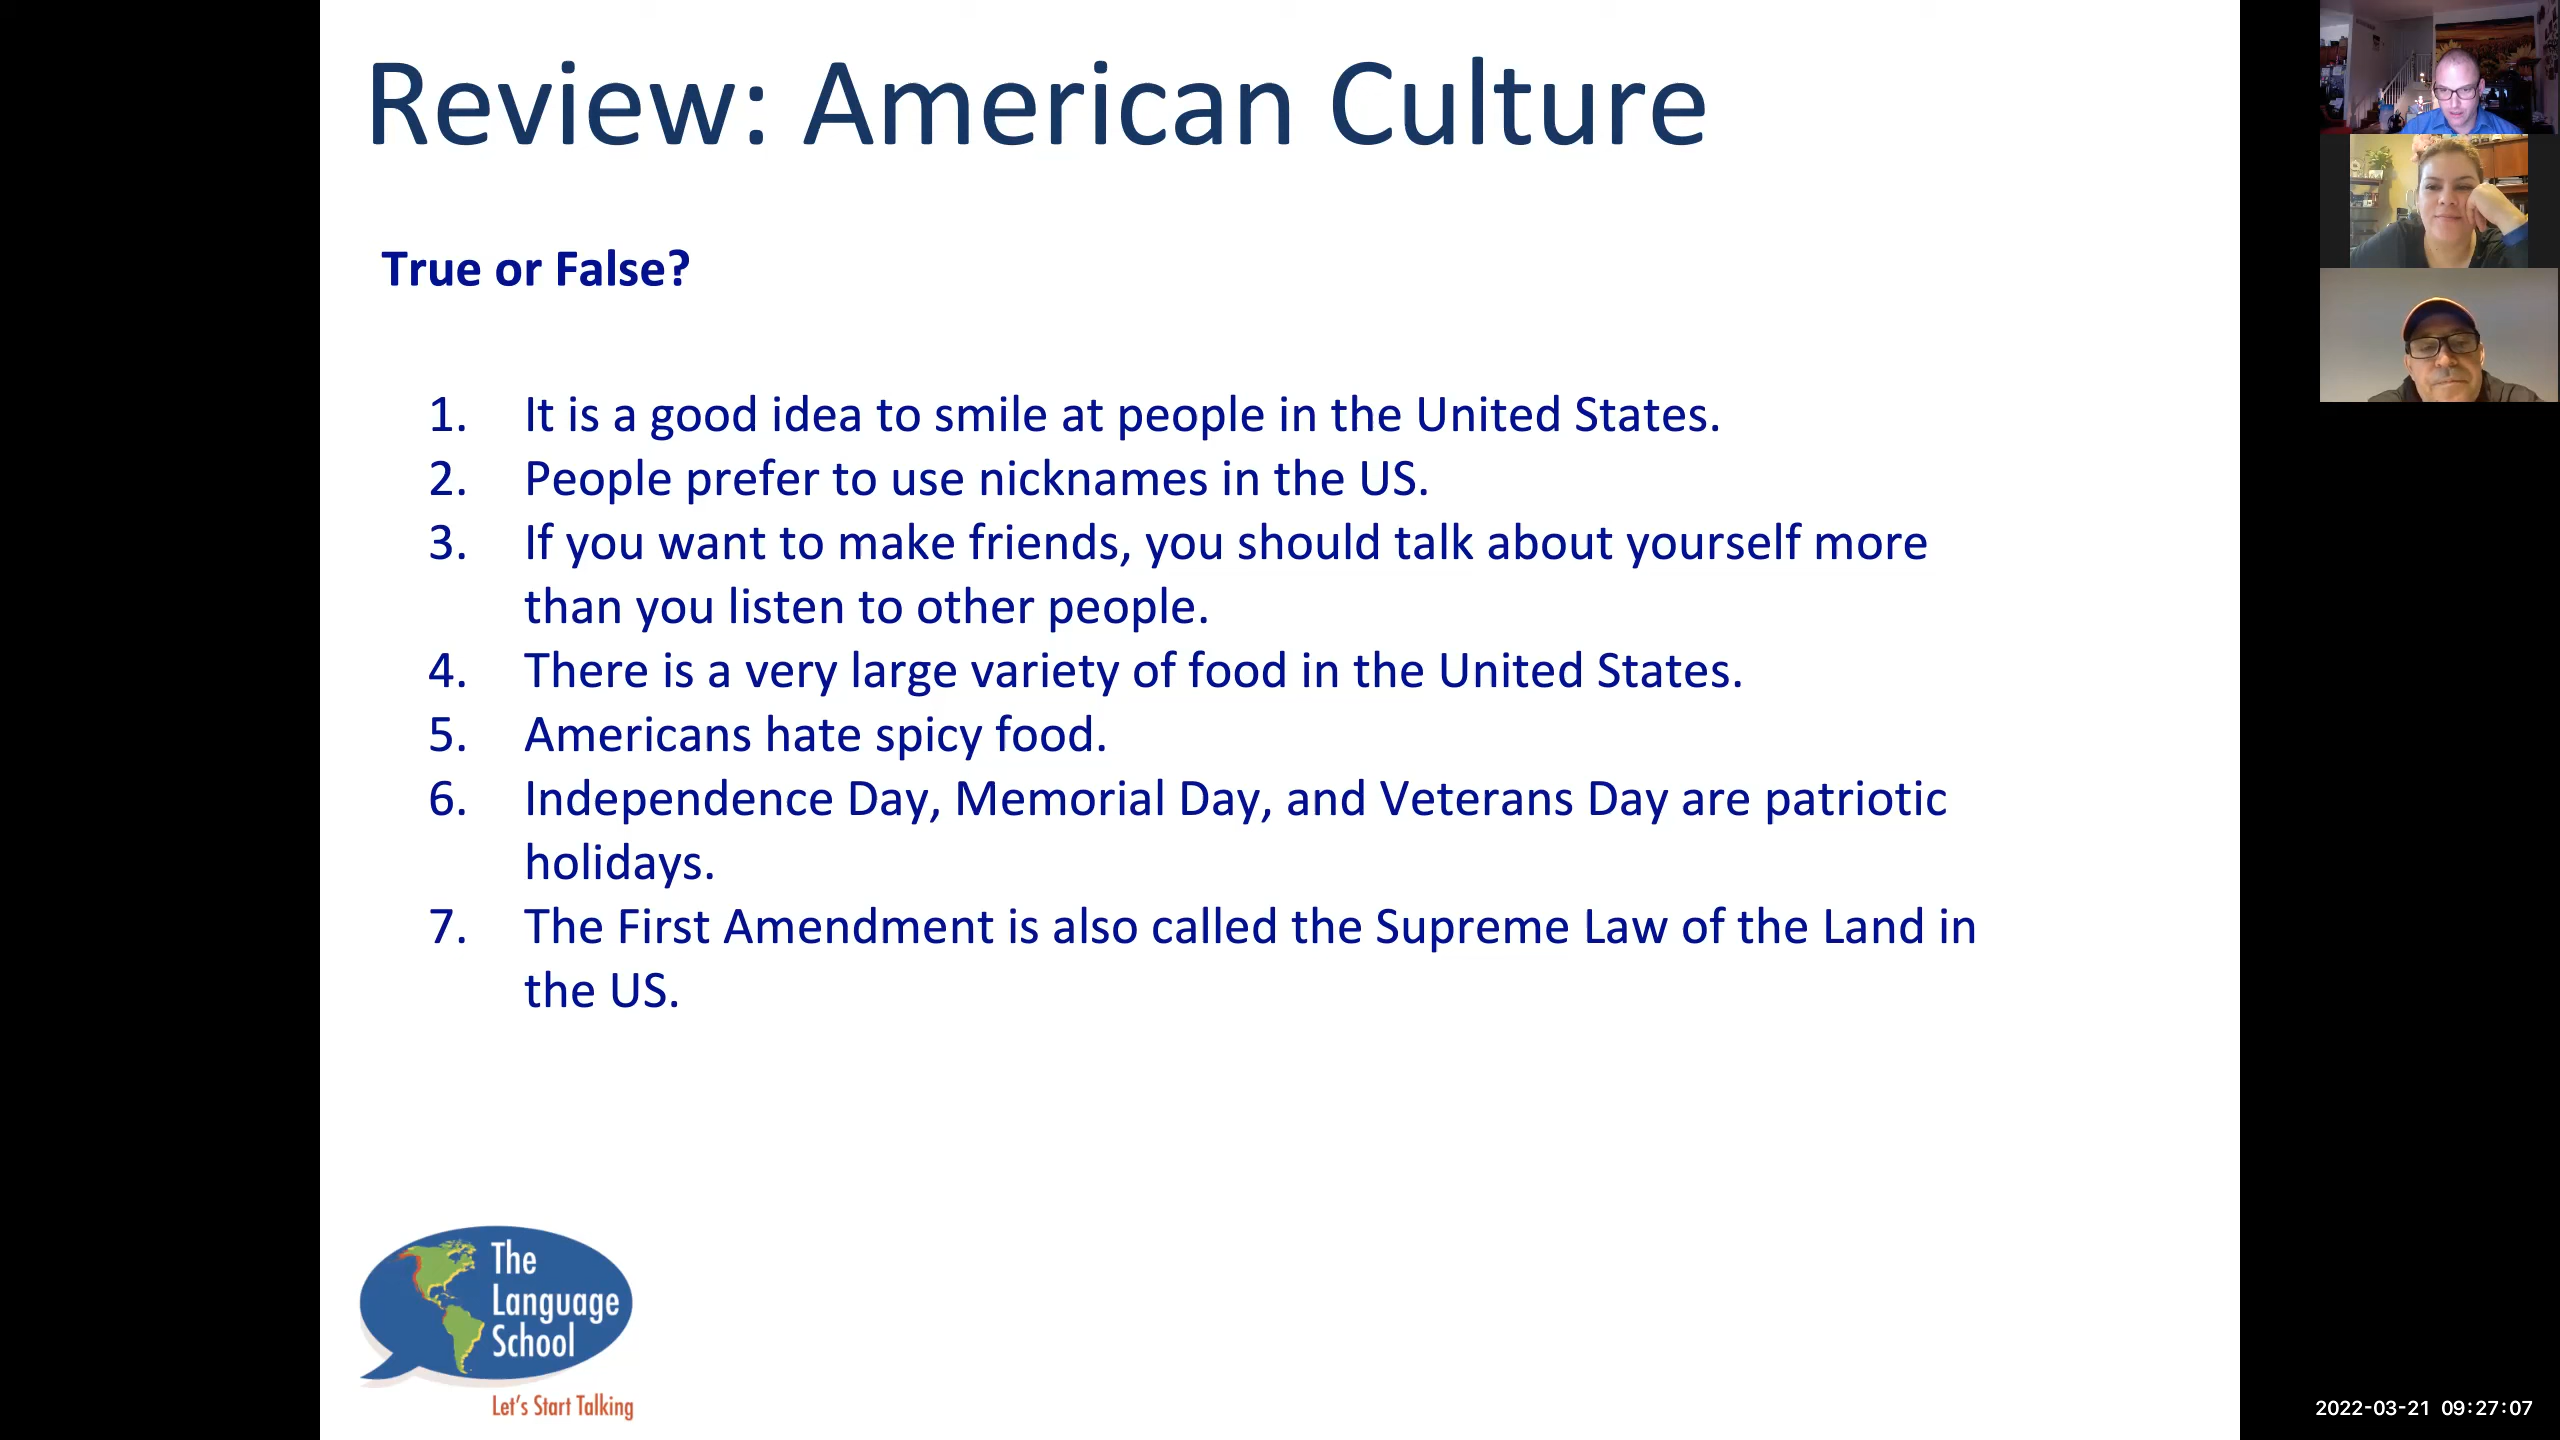 Review: American Culture
True or False?
1. It is a good idea to smile at people in the United States.
2. People prefer to use nicknames in the US.
3. If you want to make friends, you should talk about yourself more
than you listen to other people.
4. There is a very large variety of food in the United States.
5. Americans hate spicy food.
6. Independence Day, Memorial Day, and Veterans Day are patriotic
holidays.
7. The First Amendment is also called the Supreme Law of the Land in
the US.
The
Language
School
Let's Start Talking
2022-03-21 09:27:07